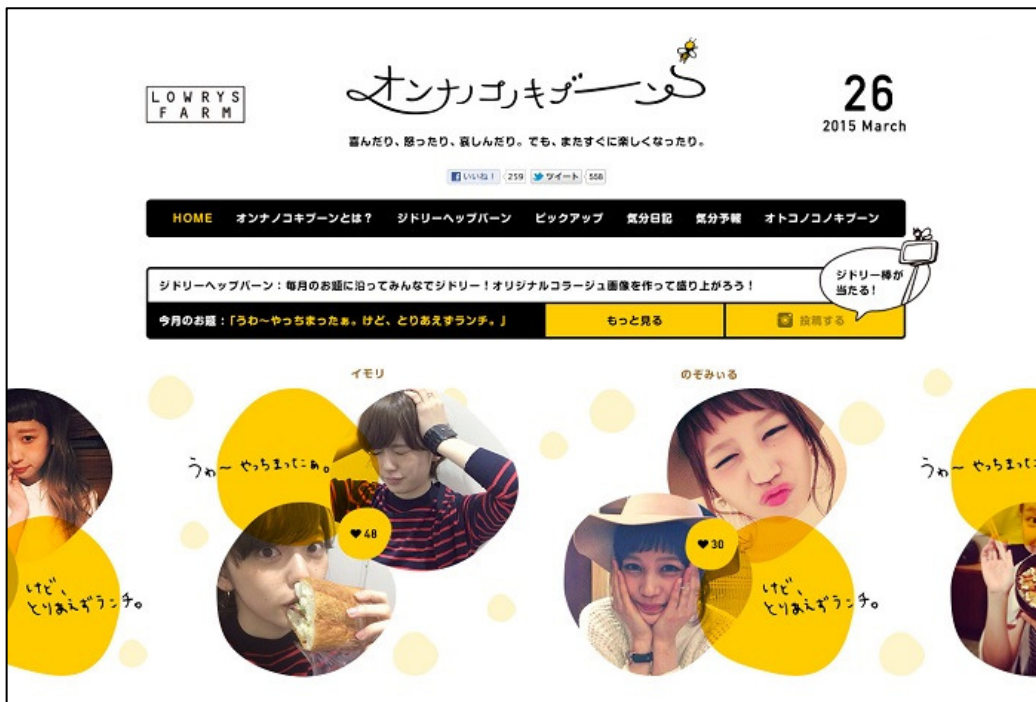 LOWRYS
FARM
オンナノコノキブーン
26
2015 March
喜んだり、怒ったり、哀しんだり。でも、またすぐに楽しくなったり。
いいね！ 259 ツイート 558
HOME オンナノコキブーンとは？ ジドリーヘップバーン ピックアップ 気分日記 気分予報 オトコノコノキブーン
ジドリー棒が
当たる！
ジドリーヘップバーン：毎月のお題に沿ってみんなでジドリー！オリジナルコラージュ画像を作って盛り上がろう！
今月のお題：「うわ〜やっちまったぁ。けど、とりあえずランチ。」 もっと見る 投稿する
イモリ
のぞみぃる
うわ〜 やっちまったぁ。
うわ〜 やっちまった
48
30
けど、
とりあえずランチ。
けど、
とりあえずランチ。